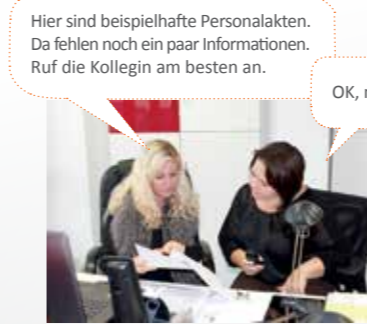 Hier sind beispielhafte Personalakten.
Da fehlen noch ein paar Informationen.
Ruf die Kollegin am besten an.
OK,